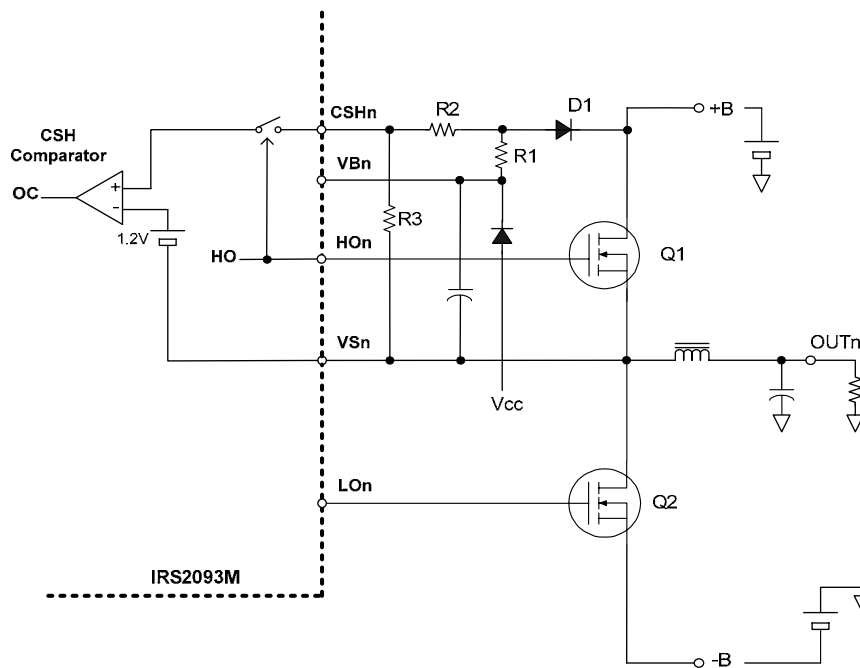 CSHn
R2
D1
+B
CSH
Comparator
R1
VBn
OC
+
-
R3
1.2V
HO
HOn
Q1
VSn
OUTn
Vcc
LOn
Q2
IRS2093M
-B